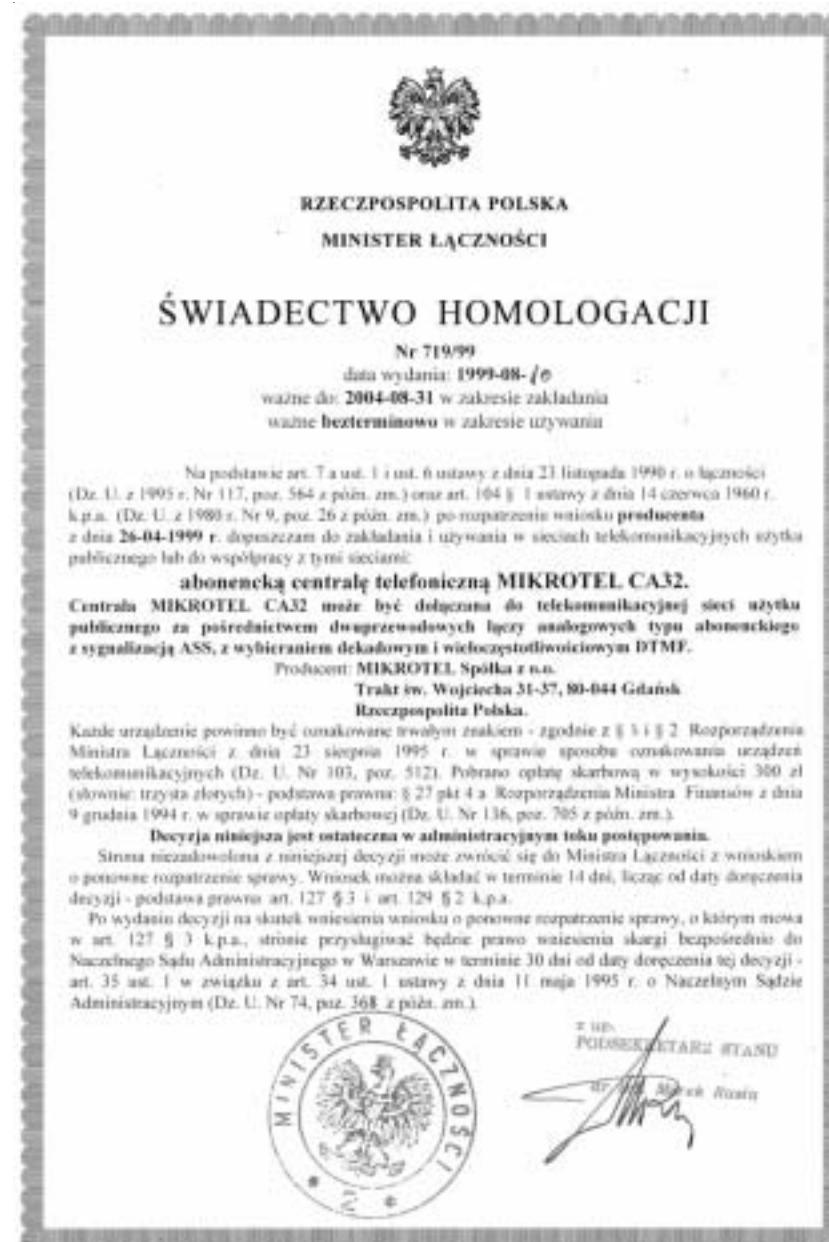 RZECZPOSPOLITA POLSKA
MINISTER ŁĄCZNOŚCI
ŚWIADECTWO HOMOLOGACJI
Nr 719/99
data wydania: 1999-08-10
ważne do: 2004-08-31 w zakresie zakładania
ważne bezterminowo w zakresie używania
Na podstawie art. 7 a ust. 1 i ust. 6 ustawy z dnia 23 listopada 1990 r. o łączności
(Dz. U. z 1995 r. Nr 117, poz. 564 z późn. zm.) oraz art. 104 § 1 ustawy z dnia 14 czerwca 1960 r.
k.p.a. (Dz. U. z 1980 r. Nr 9, poz. 26 z późn. zm.) po rozpatrzeniu wniosku producenta
z dnia 26-04-1999 r. dopuszczam do zakładania i używania w sieciach telekomunikacyjnych użytku
publicznego lub do współpracy z tymi sieciami:
abonencką centralę telefoniczną MIKROTEL CA32.
Centrala MIKROTEL CA32 może być dołączana do telekomunikacyjnej sieci użytku
publicznego za pośrednictwem dwuprzewodowych łączy analogowych typu abonenckiego
z sygnalizacją ASS, z wybieraniem dekadowym i wieloczęstotliwościowym DTMF.
Producent: MIKROTEL Spółka z o.o.
Trakt św. Wojciecha 31-37, 80-044 Gdańsk
Rzeczpospolita Polska.
Każde urządzenie powinno być oznakowane trwałym znakiem - zgodnie z § 1 i § 2 Rozporządzenia
Ministra Łączności z dnia 23 sierpnia 1995 r. w sprawie sposobu oznakowania urządzeń
telekomunikacyjnych (Dz. U. Nr 103, poz. 512). Pobrano opłatę skarbową w wysokości 300 zł
(słownie: trzysta złotych) - podstawa prawna: § 27 pkt 4 a Rozporządzenia Ministra Finansów z dnia
9 grudnia 1994 r. w sprawie opłaty skarbowej (Dz. U. Nr 136, poz. 705 z późn. zm.).
Decyzja niniejsza jest ostateczna w administracyjnym toku postępowania.
Strona niezadowolona z niniejszej decyzji może zwrócić się do Ministra Łączności z wnioskiem
o ponowne rozpatrzenie sprawy. Wniosek można składać w terminie 14 dni, licząc od daty doręczenia
decyzji - podstawa prawna: art. 127 § 3 i art. 129 § 2 k.p.a.
Po wydaniu decyzji na skutek wniesienia wniosku o ponowne rozpatrzenie sprawy, o którym mowa
w art. 127 § 3 k.p.a., stronie przysługiwać będzie prawo wniesienia skargi bezpośrednio do
Naczelnego Sądu Administracyjnego w Warszawie w terminie 30 dni od daty doręczenia tej decyzji -
art. 35 ust. 1 w związku z art. 34 ust. 1 ustawy z dnia 11 maja 1995 r. o Naczelnym Sądzie
Administracyjnym (Dz. U. Nr 74, poz. 368 z późn. zm.).
MINISTER ŁĄCZNOŚCI
z up.
PODSEKRETARZ STANU
dr Marek Rusin